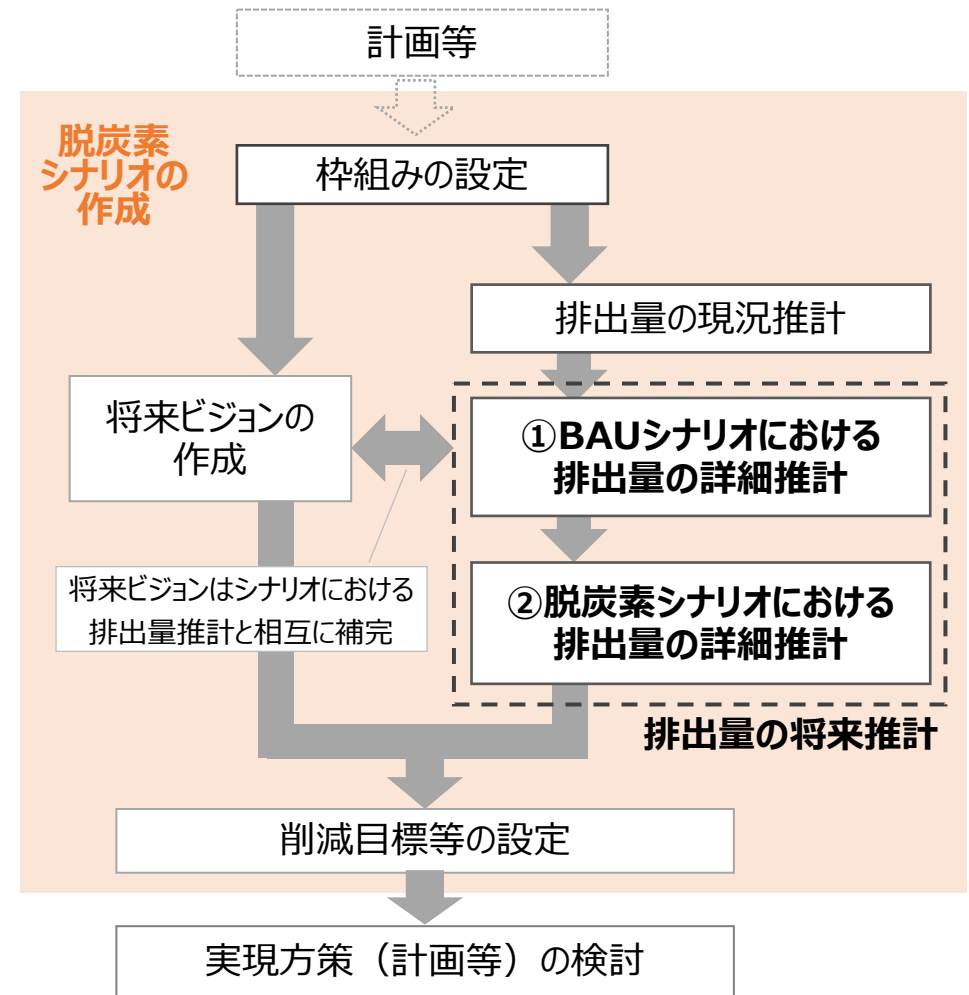 計画等
脱炭素
シナリオの
作成
枠組みの設定
排出量の現況推計
将来ビジョンの
作成
①BAUシナリオにおける
排出量の詳細推計
将来ビジョンはシナリオにおける
排出量推計と相互に補完
②脱炭素シナリオにおける
排出量の詳細推計
排出量の将来推計
削減目標等の設定
実現方策（計画等）の検討